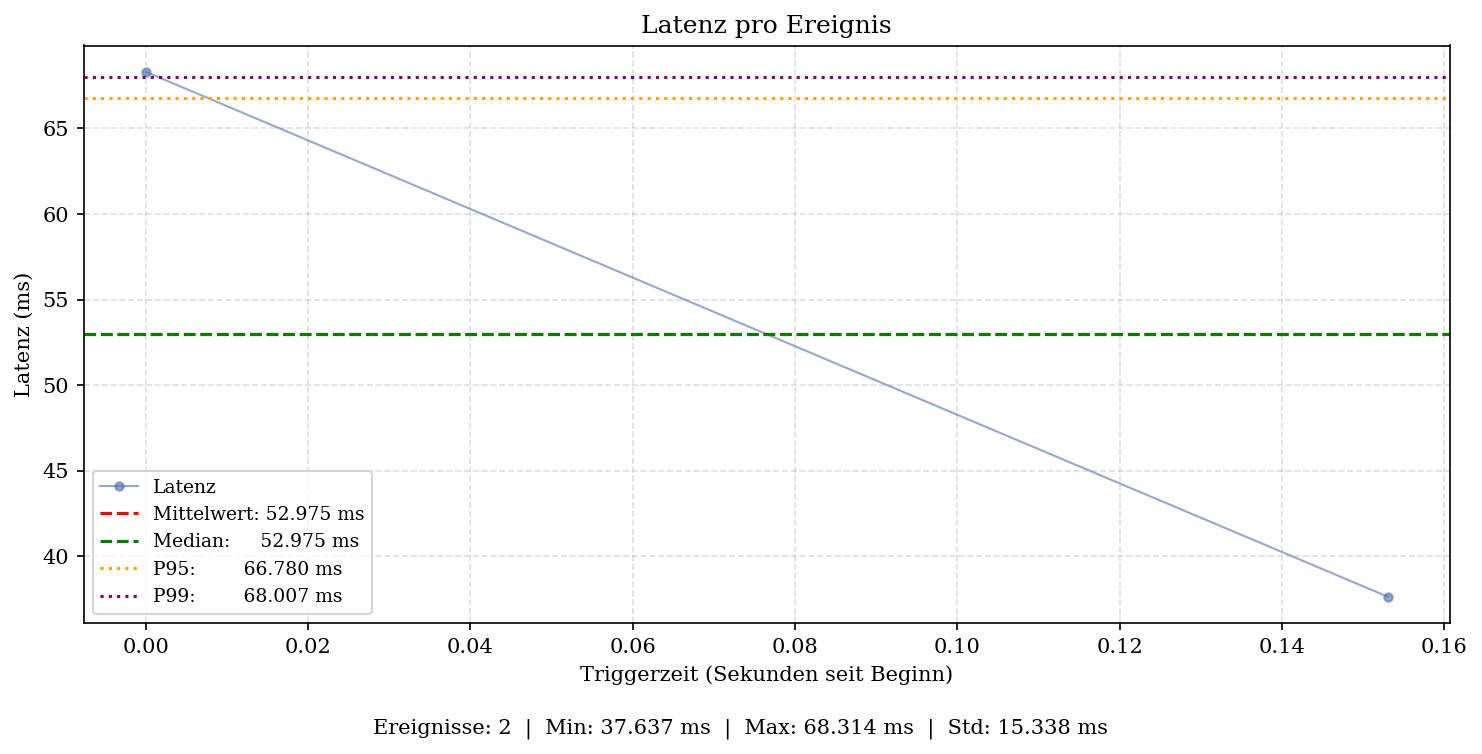 Latenz pro Ereignis
Latenz (ms)
65
60
55
50
45
40
Latenz
Mittelwert: 52.975 ms
Median: 52.975 ms
P95: 66.780 ms
P99: 68.007 ms
0.00 0.02 0.04 0.06 0.08 0.10 0.12 0.14 0.16
Triggerzeit (Sekunden seit Beginn)
Ereignisse: 2 | Min: 37.637 ms | Max: 68.314 ms | Std: 15.338 ms